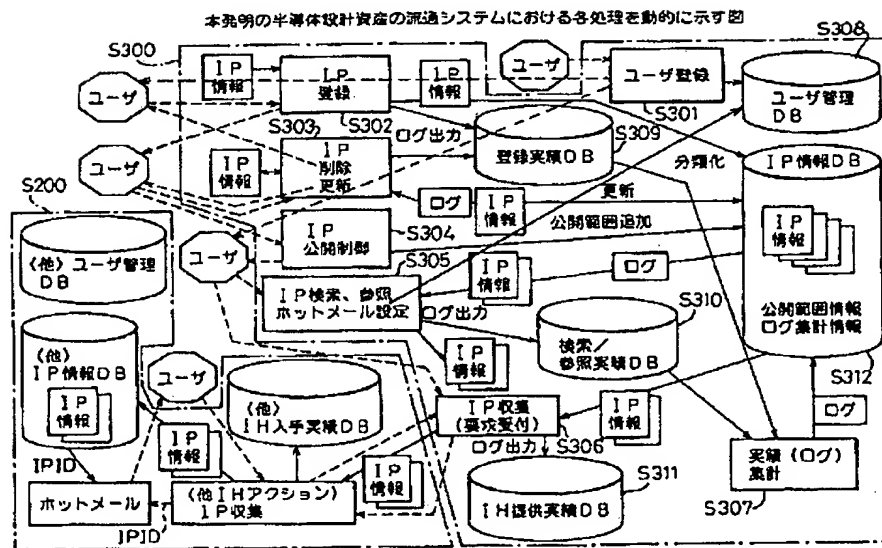 本発明の半導体設計資産の流通システムにおける各処理を動的に示す図
S300
S308
IP
情報
IP
登録
IP
情報
ユーザ
ユーザ登録
ユーザ
S303
S302
ログ出力
S301
ユーザ管理
DB
S309
ユーザ
IP
情報
IP
削除
更新
登録実績DB
分類化
IP情報DB
S200
ログ
IP
情報
更新
IP
公開制御
S304
公開範囲追加
IP
情報
(他)ユーザ管理
DB
ユーザ
S305
IP
情報
ログ
IP検索、参照
ホットメール設定
ログ出力
S310
公開範囲情報
ログ集計情報
(他)
IP情報DB
IP
情報
検索/
参照実績DB
ユーザ
S312
IP
情報
(他)
IH入手実績DB
IP収集
(要求受付)
IP
情報
ログ
IP
情報
ログ出力
S306
実績(ログ)
集計
IPID
IP
情報
S311
S307
ホットメール
(他IHアクション)
IP収集
IH提供実績DB
IPID